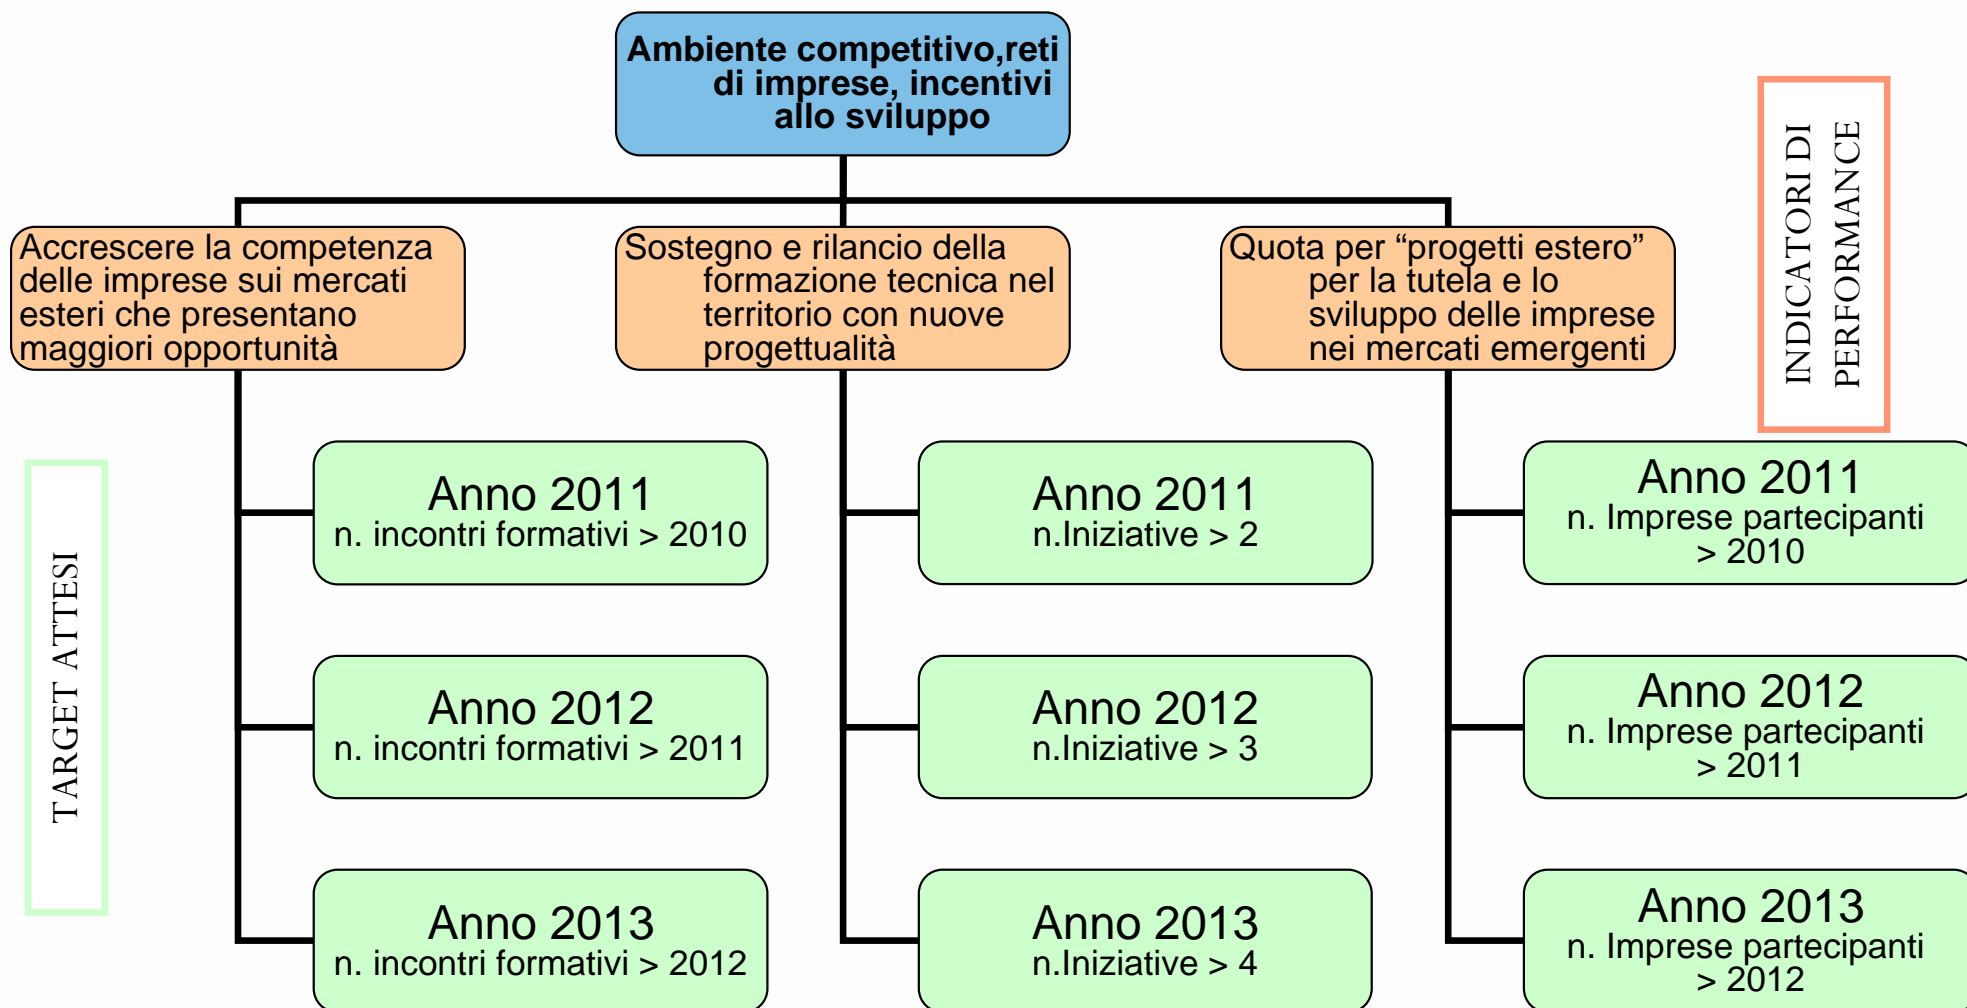 Ambiente competitivo,reti
di imprese, incentivi
allo sviluppo
INDICATORI DI
PERFORMANCE
Accrescere la competenza
delle imprese sui mercati
esteri che presentano
maggiori opportunità
Sostegno e rilancio della
formazione tecnica nel
territorio con nuove
progettualità
Quota per “progetti estero”
per la tutela e lo
sviluppo delle imprese
nei mercati emergenti
TARGET ATTESI
Anno 2011
n. incontri formativi > 2010
Anno 2011
n.Iniziative > 2
Anno 2011
n. Imprese partecipanti
> 2010
Anno 2012
n. incontri formativi > 2011
Anno 2012
n.Iniziative > 3
Anno 2012
n. Imprese partecipanti
> 2011
Anno 2013
n. incontri formativi > 2012
Anno 2013
n.Iniziative > 4
Anno 2013
n. Imprese partecipanti
> 2012